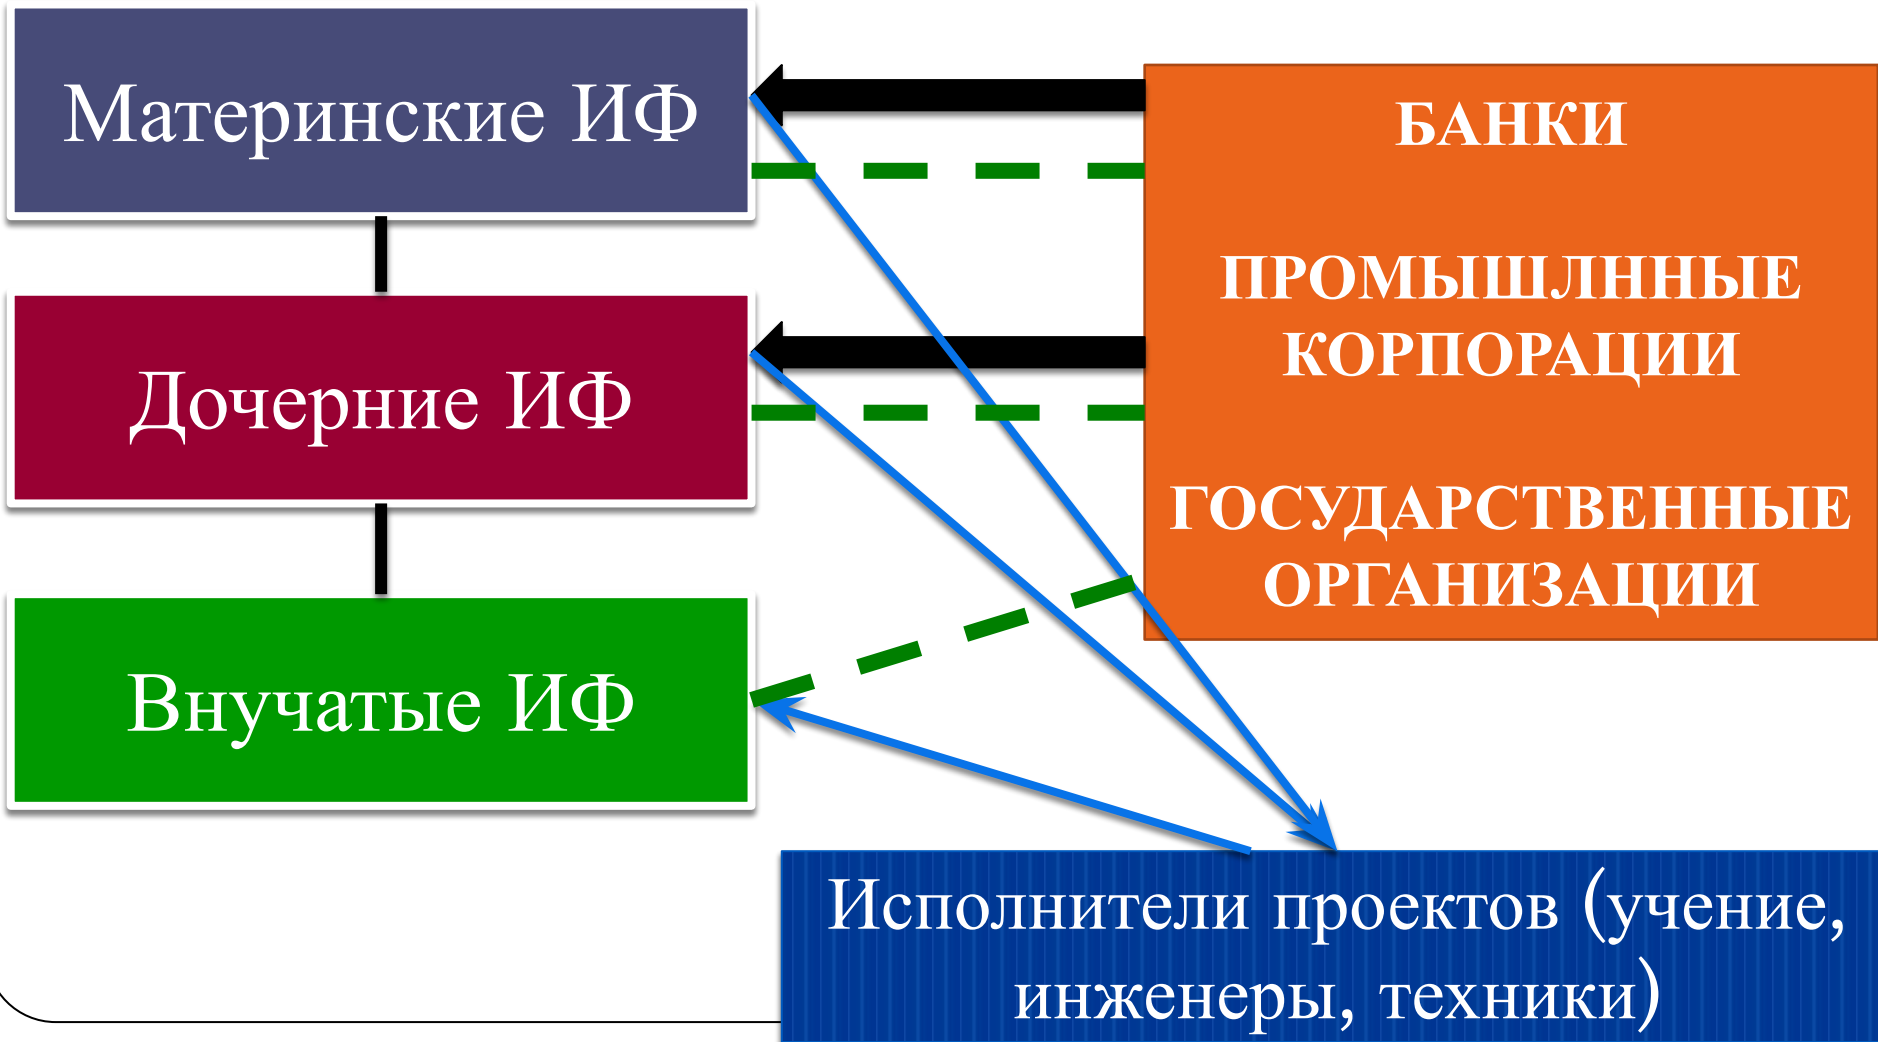 Материнские ИФ
Дочерние ИФ
Внучатые ИФ
БАНКИ
ПРОМЫШЛННЫЕ
КОРПОРАЦИИ
ГОСУДАРСТВЕННЫЕ
ОРГАНИЗАЦИИ
Исполнители проектов (учение,
инженеры, техники)